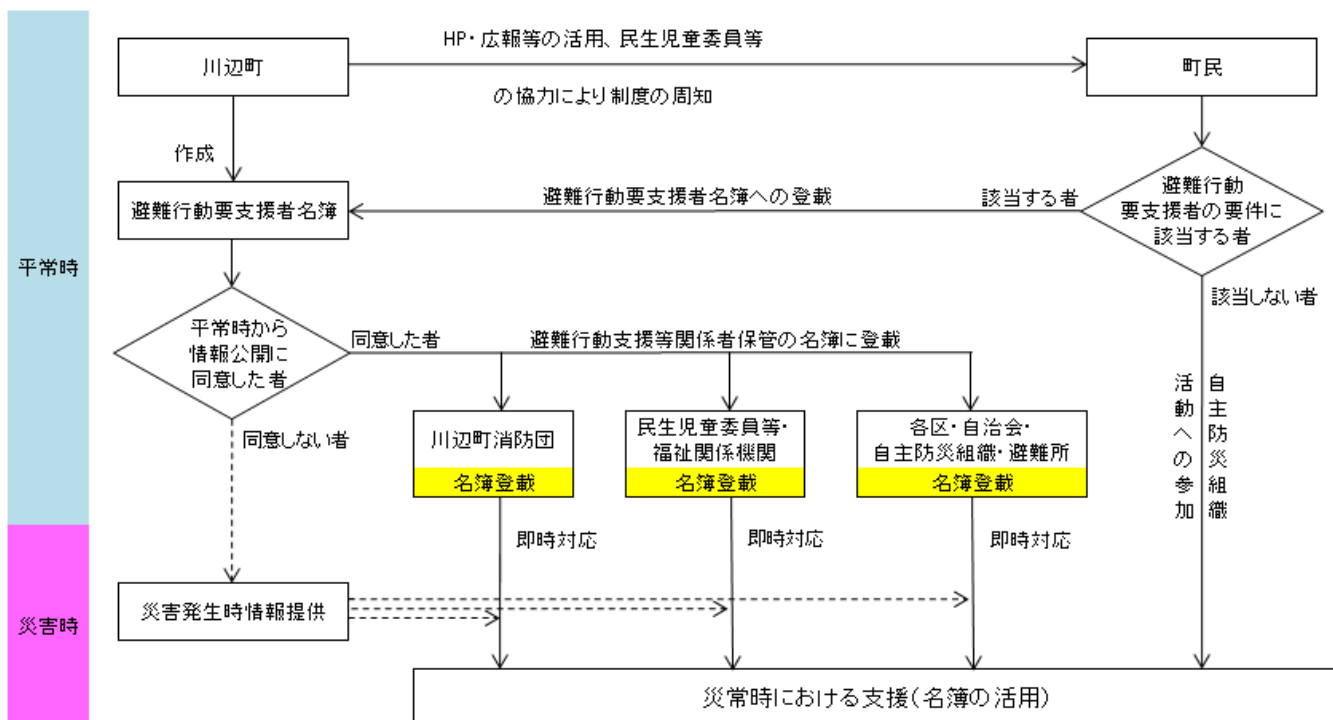 HP・広報等の活用、民生児童委員等
川辺町
町民
の協力により制度の周知
作成
避難行動要支援者名簿
避難行動要支援者名簿への登載
該当する者
避難行動
要支援者の要件に
該当する者
平常時
該当しない者
平常時から
情報公開に
同意した者
同意した者
避難行動支援等関係者保管の名簿に登載
同意しない者
川辺町消防団
名簿登載
民生児童委員等・
福祉関係機関
名簿登載
各区・自治会・
自主防災組織・避難所
名簿登載
自主防災組織
活動への参加
即時対応
即時対応
即時対応
災害発生時情報提供
災害時
災常時における支援（名簿の活用）